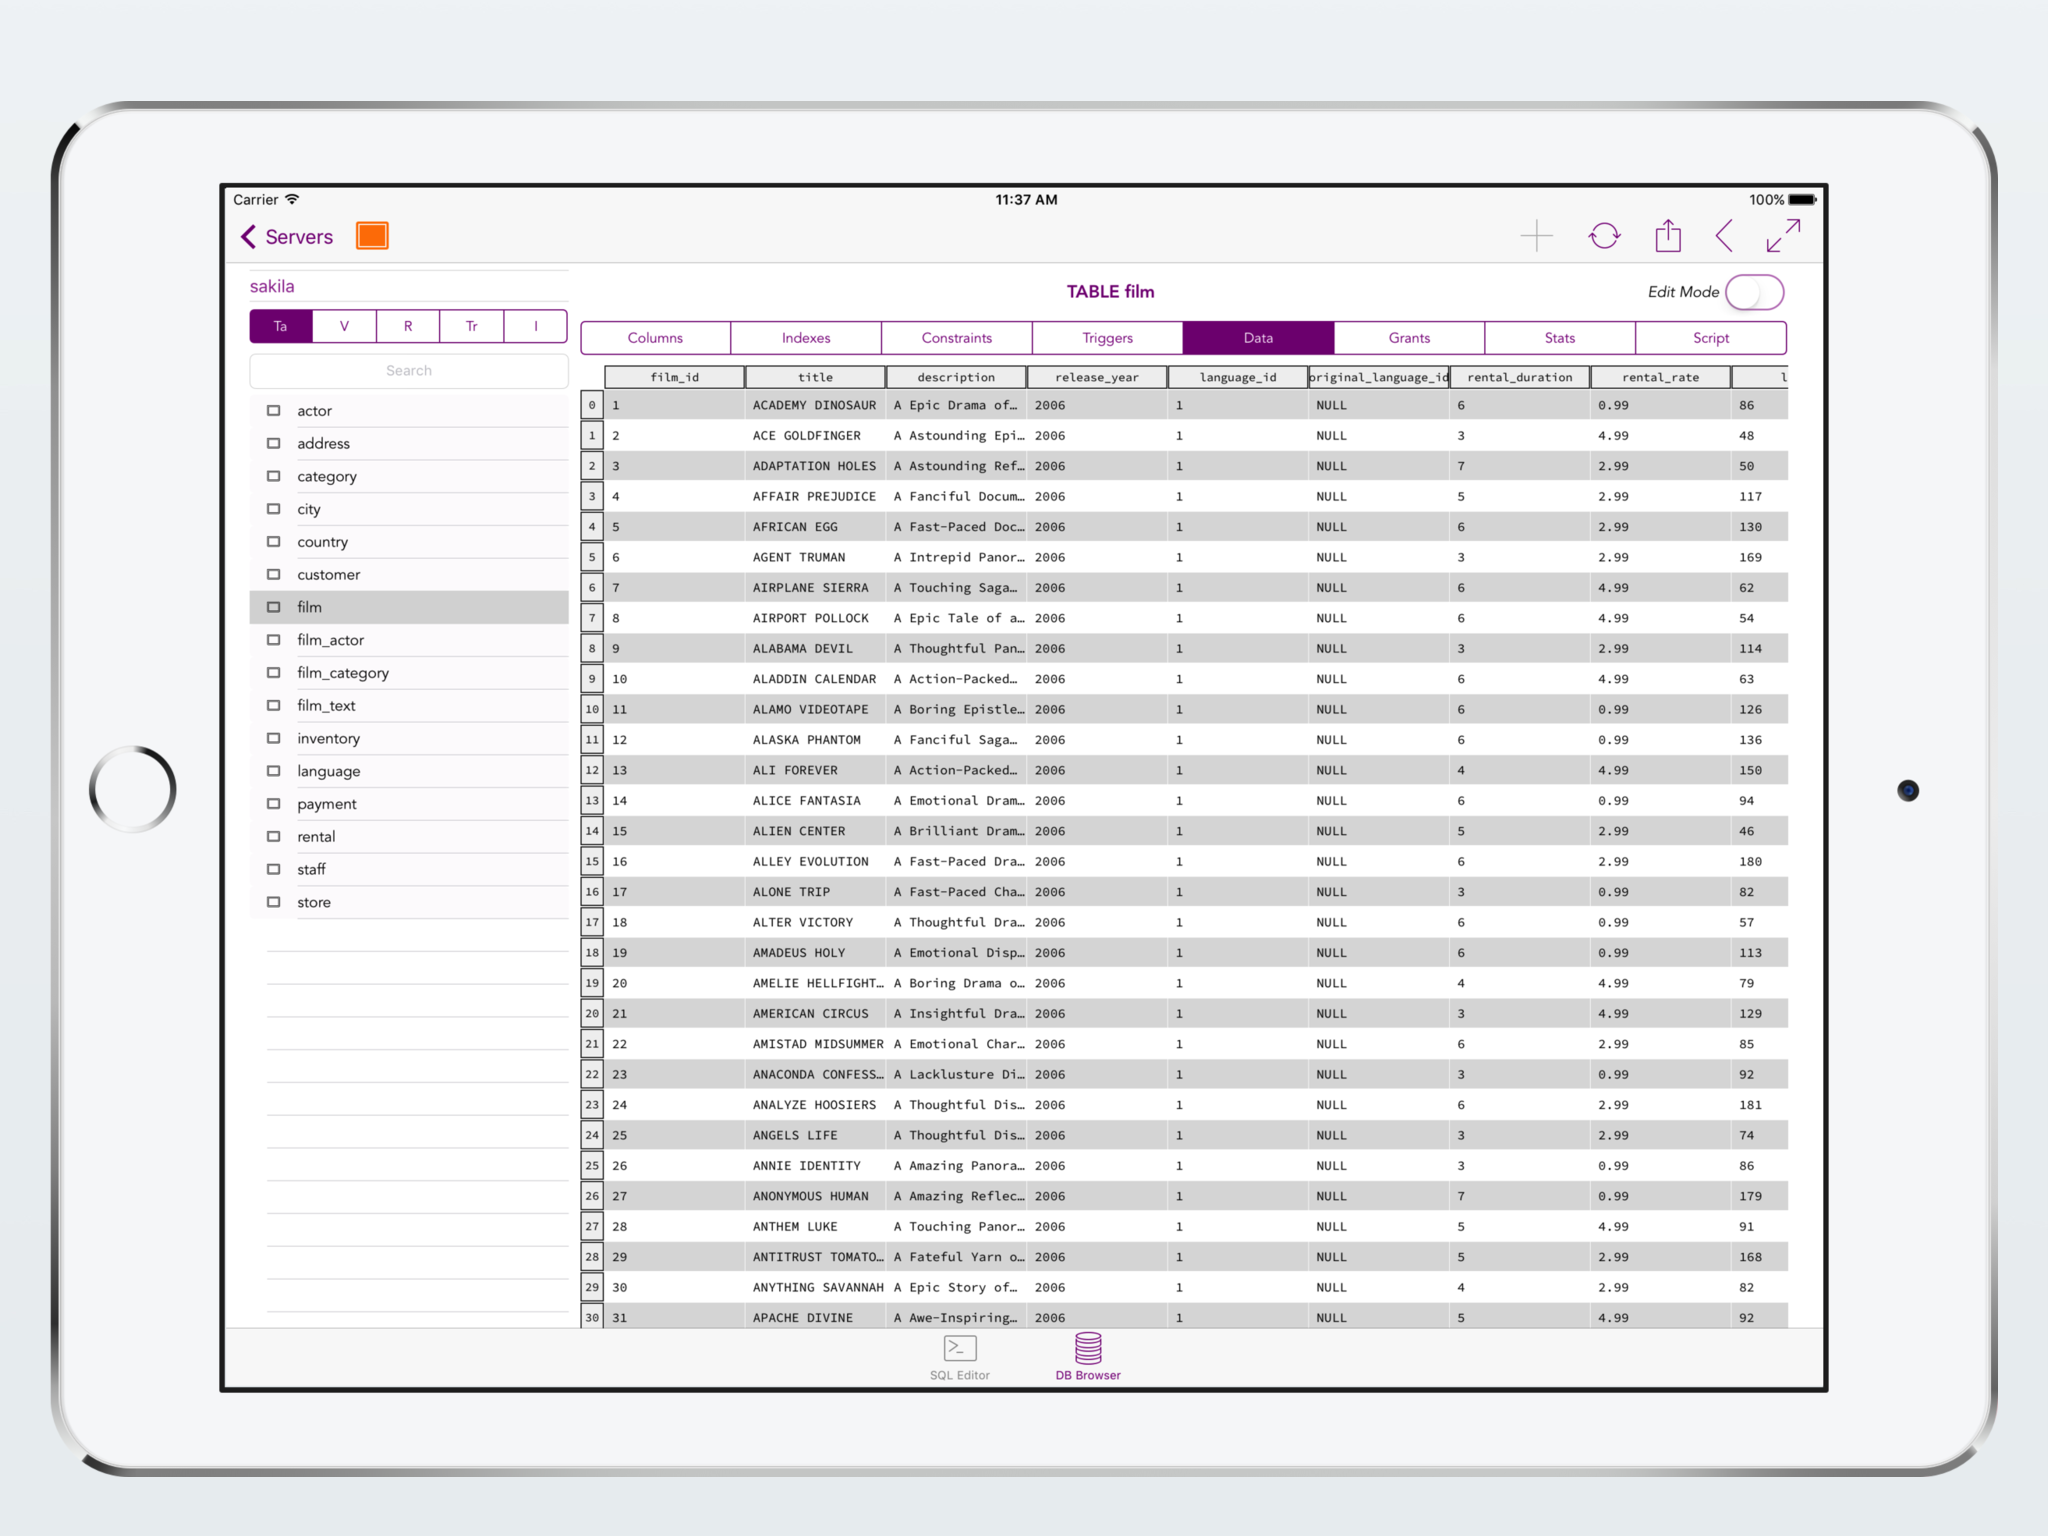 Carrier 11:37 AM 100%
Servers
sakila TABLE film Edit Mode
Ta V R Tr I
Columns Indexes Constraints Triggers Data Grants Stats Script
Search
actor
address
category
city
country
customer
film
film_actor
film_category
film_text
inventory
language
payment
rental
staff
store
film_id title description release_year language_id original_language_id rental_duration rental_rate l
0 1 ACADEMY DINOSAUR A Epic Drama of… 2006 1 NULL 6 0.99 86
1 2 ACE GOLDFINGER A Astounding Epi… 2006 1 NULL 3 4.99 48
2 3 ADAPTATION HOLES A Astounding Ref… 2006 1 NULL 7 2.99 50
3 4 AFFAIR PREJUDICE A Fanciful Docum… 2006 1 NULL 5 2.99 117
4 5 AFRICAN EGG A Fast-Paced Doc… 2006 1 NULL 6 2.99 130
5 6 AGENT TRUMAN A Intrepid Panor… 2006 1 NULL 3 2.99 169
6 7 AIRPLANE SIERRA A Touching Saga… 2006 1 NULL 6 4.99 62
7 8 AIRPORT POLLOCK A Epic Tale of a… 2006 1 NULL 6 4.99 54
8 9 ALABAMA DEVIL A Thoughtful Pan… 2006 1 NULL 3 2.99 114
9 10 ALADDIN CALENDAR A Action-Packed… 2006 1 NULL 6 4.99 63
10 11 ALAMO VIDEOTAPE A Boring Epistle… 2006 1 NULL 6 0.99 126
11 12 ALASKA PHANTOM A Fanciful Saga… 2006 1 NULL 6 0.99 136
12 13 ALI FOREVER A Action-Packed… 2006 1 NULL 4 4.99 150
13 14 ALICE FANTASIA A Emotional Dram… 2006 1 NULL 6 0.99 94
14 15 ALIEN CENTER A Brilliant Dram… 2006 1 NULL 5 2.99 46
15 16 ALLEY EVOLUTION A Fast-Paced Dra… 2006 1 NULL 6 2.99 180
16 17 ALONE TRIP A Fast-Paced Cha… 2006 1 NULL 3 0.99 82
17 18 ALTER VICTORY A Thoughtful Dra… 2006 1 NULL 6 0.99 57
18 19 AMADEUS HOLY A Emotional Disp… 2006 1 NULL 6 0.99 113
19 20 AMELIE HELLFIGHT… A Boring Drama o… 2006 1 NULL 4 4.99 79
20 21 AMERICAN CIRCUS A Insightful Dra… 2006 1 NULL 3 4.99 129
21 22 AMISTAD MIDSUMMER A Emotional Char… 2006 1 NULL 6 2.99 85
22 23 ANACONDA CONFESS… A Lacklusture Di… 2006 1 NULL 3 0.99 92
23 24 ANALYZE HOOSIERS A Thoughtful Dis… 2006 1 NULL 6 2.99 181
24 25 ANGELS LIFE A Thoughtful Dis… 2006 1 NULL 3 2.99 74
25 26 ANNIE IDENTITY A Amazing Panora… 2006 1 NULL 3 0.99 86
26 27 ANONYMOUS HUMAN A Amazing Reflec… 2006 1 NULL 7 0.99 179
27 28 ANTHEM LUKE A Touching Panor… 2006 1 NULL 5 4.99 91
28 29 ANTITRUST TOMATO… A Fateful Yarn o… 2006 1 NULL 5 2.99 168
29 30 ANYTHING SAVANNAH A Epic Story of… 2006 1 NULL 4 2.99 82
30 31 APACHE DIVINE A Awe-Inspiring… 2006 1 NULL 5 4.99 92
SQL Editor DB Browser